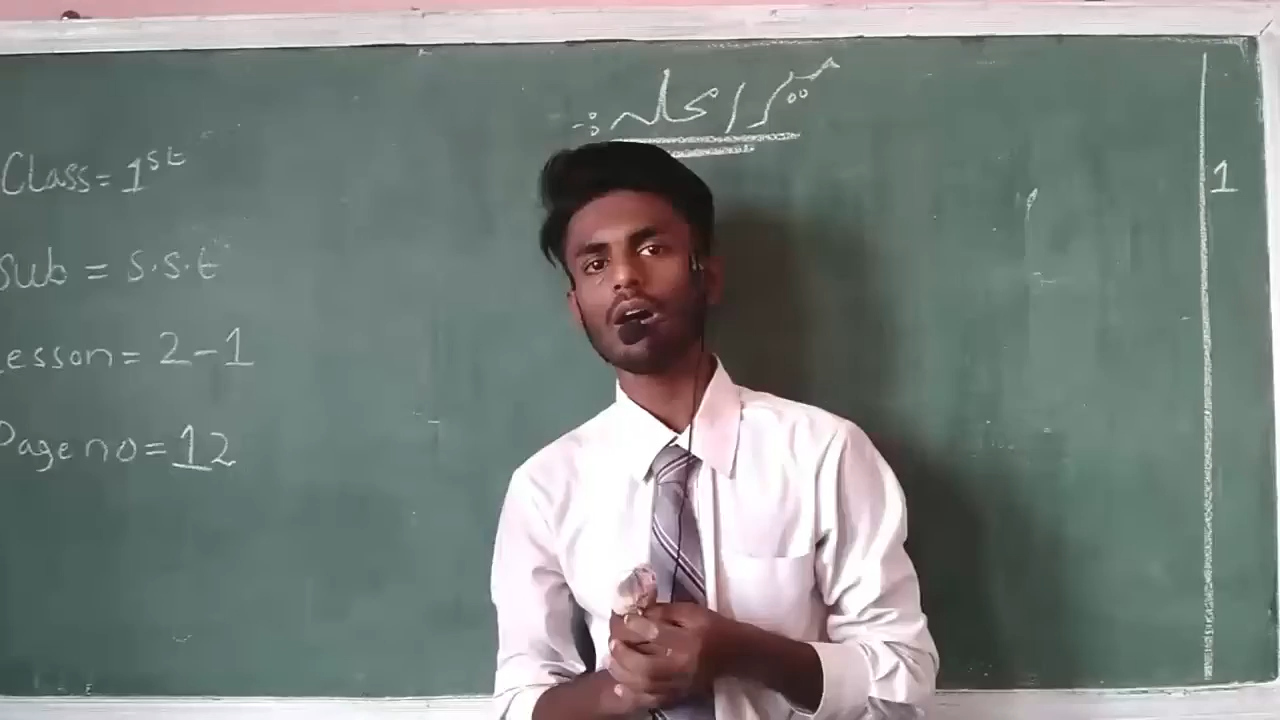 میرا محلہ :-
Class = 1st
Sub = s.s.t
Lesson = 2-1
Page no = 12
1